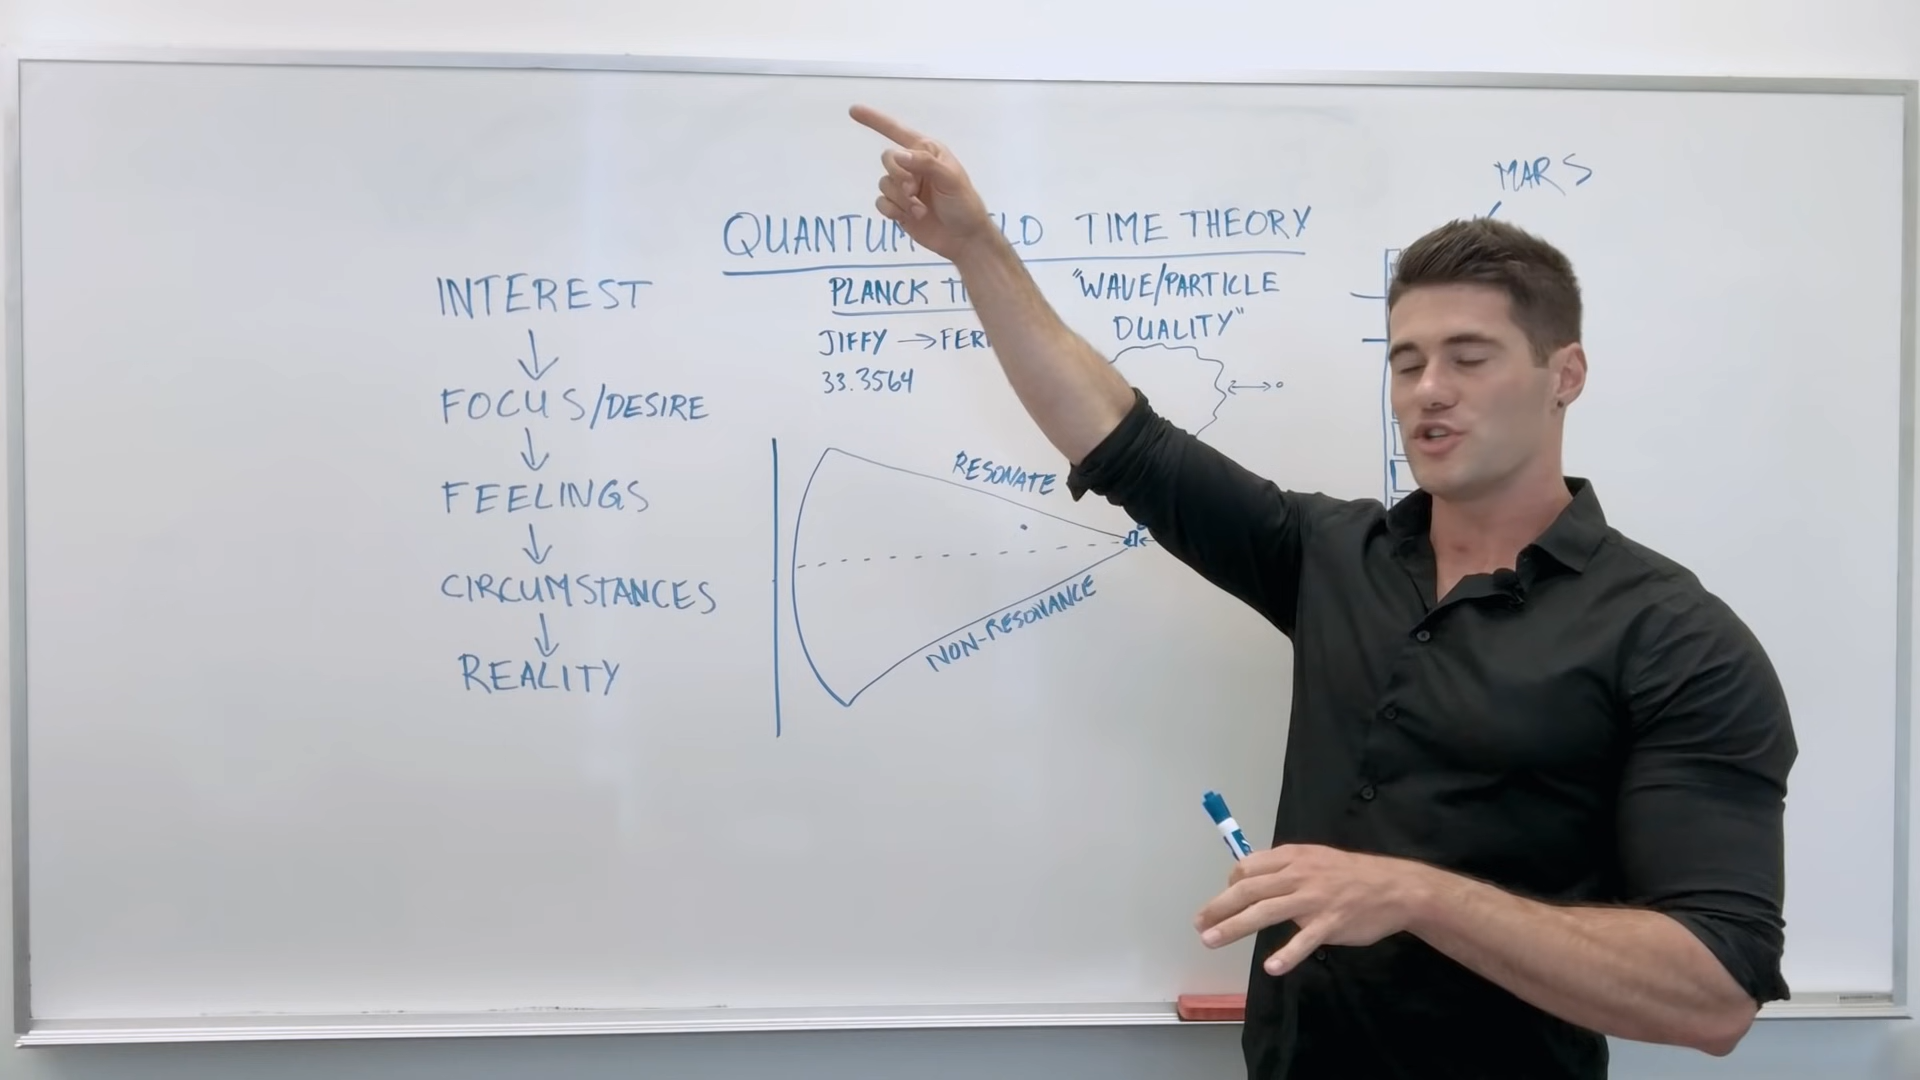 MARS
QUANTUM TIME THEORY
INTEREST
↓
FOCUS/DESIRE
↓
FEELINGS
↓
CIRCUMSTANCES
↓
REALITY
PLANCK
JIFFY →
33.3564
"WAVE/PARTICLE
DUALITY"
RESONATE
NON-RESONANCE